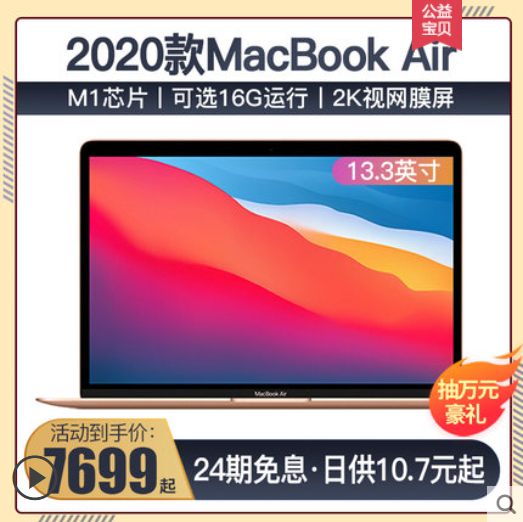 公益
宝贝
2020款MacBook Air
M1芯片 | 可选16G运行 | 2K视网膜屏
13.3英寸
MacBook Air
抽万元
豪礼
活动到手价:
7699起
24期免息·日供10.7元起